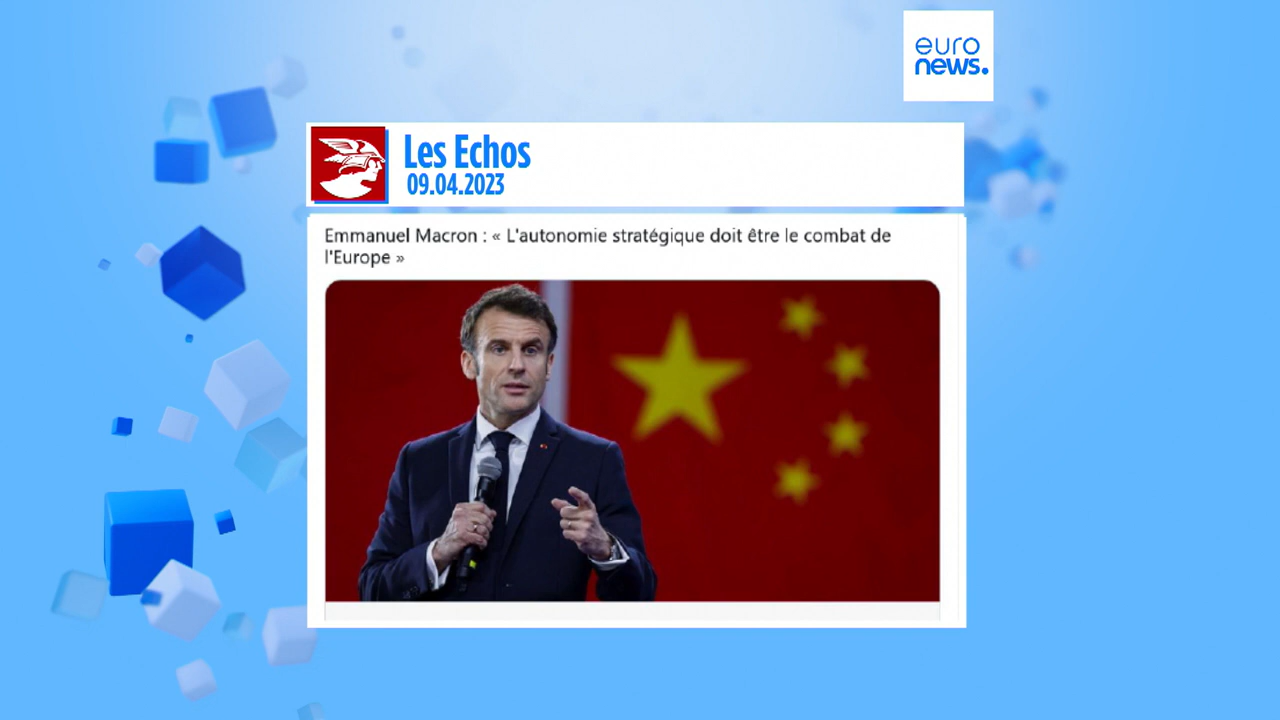 euro
news.
Les Echos
09.04.2023
Emmanuel Macron : « L'autonomie stratégique doit être le combat de
l'Europe »